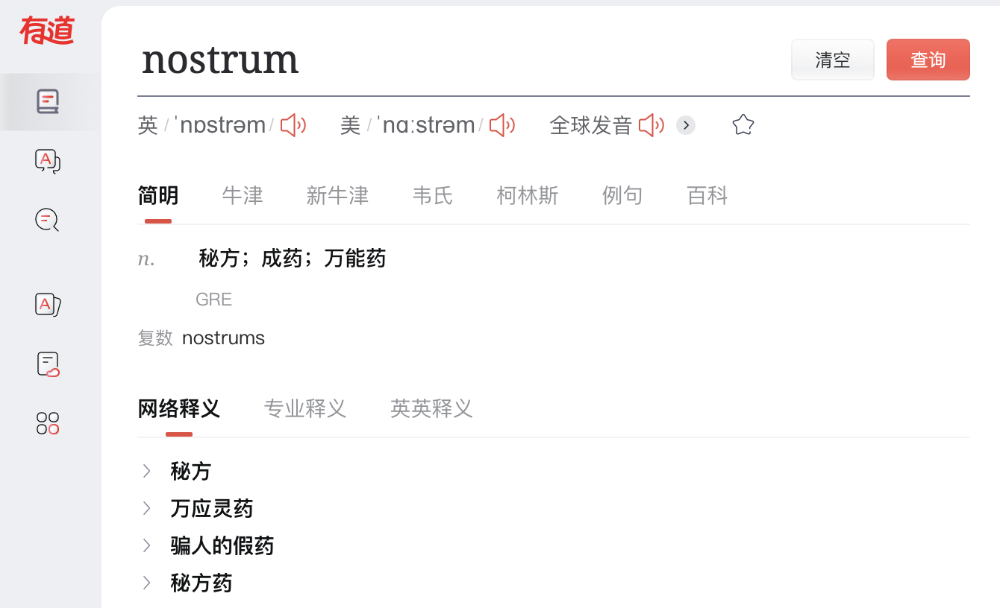 有道
nostrum
清空
查询
英 / ˈnɒstrəm / 美 / ˈnɑːstrəm / 全球发音
简明 牛津 新牛津 韦氏 柯林斯 例句 百科
n. 秘方；成药；万能药
GRE
复数 nostrums
网络释义 专业释义 英英释义
秘方
万应灵药
骗人的假药
秘方药